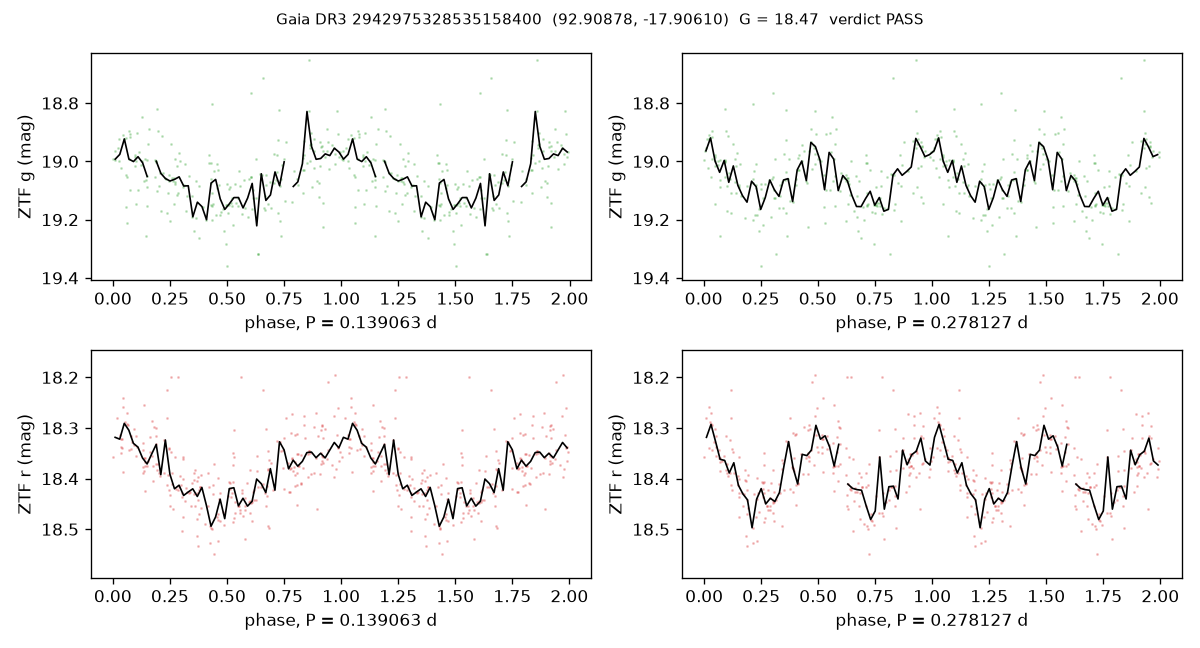 Gaia DR3 2942975328535158400 (92.90878, -17.90610) G = 18.47 verdict PASS
ZTF g (mag)
18.8
19.0
19.2
19.4
0.00 0.25 0.50 0.75 1.00 1.25 1.50 1.75 2.00
phase, P = 0.139063 d
ZTF g (mag)
18.8
19.0
19.2
19.4
0.00 0.25 0.50 0.75 1.00 1.25 1.50 1.75 2.00
phase, P = 0.278127 d
ZTF r (mag)
18.2
18.3
18.4
18.5
0.00 0.25 0.50 0.75 1.00 1.25 1.50 1.75 2.00
phase, P = 0.139063 d
ZTF r (mag)
18.2
18.3
18.4
18.5
0.00 0.25 0.50 0.75 1.00 1.25 1.50 1.75 2.00
phase, P = 0.278127 d